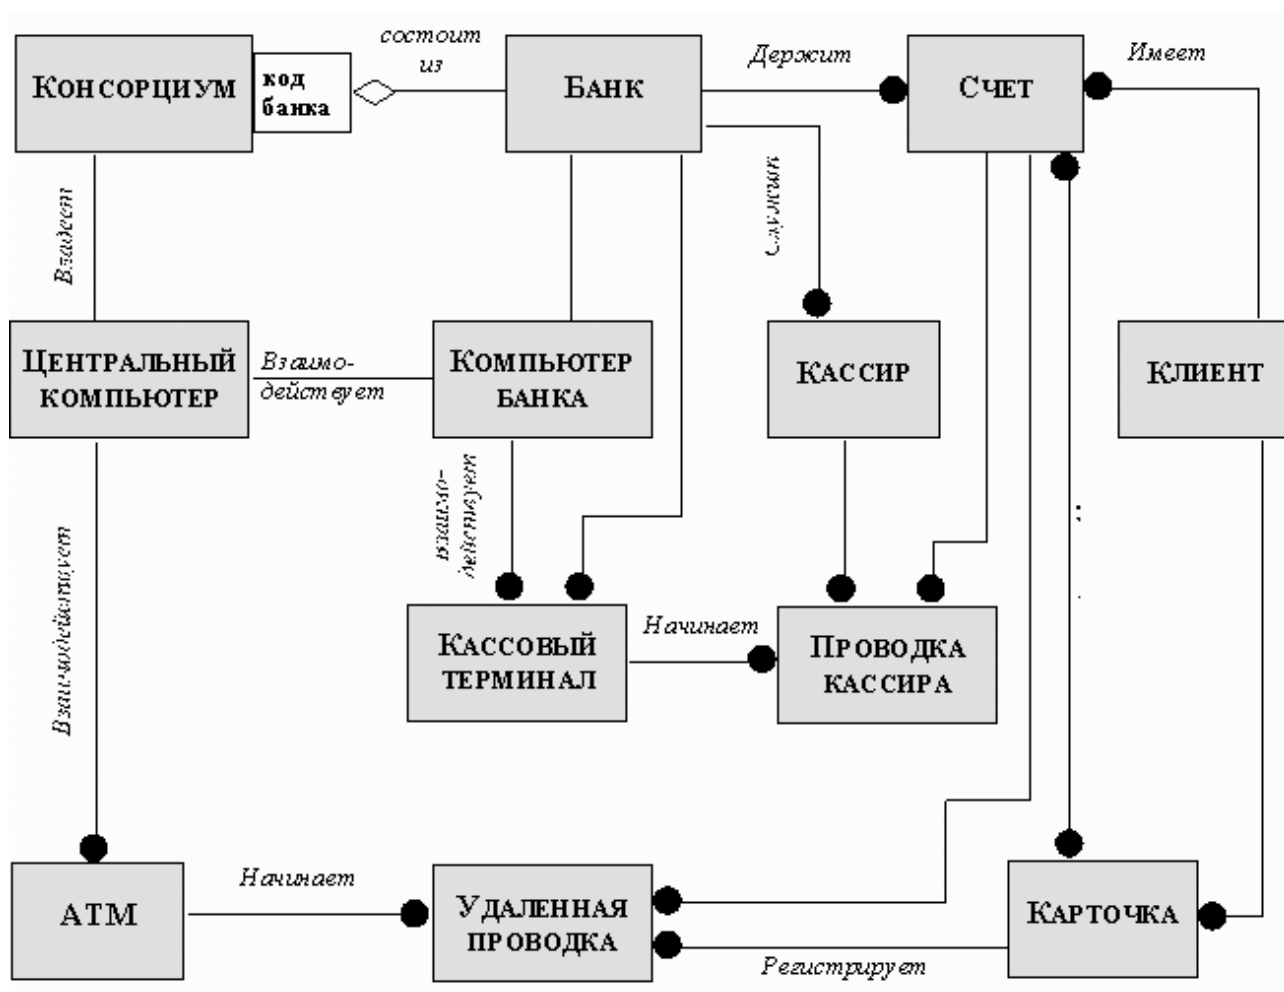 состоит
из
КОНСОРЦИУМ
код
банка
БАНК
Держит
СЧЕТ
Имеет
Владеет
Служит
ЦЕНТРАЛЬНЫЙ
КОМПЬЮТЕР
Взаимо-
действует
КОМПЬЮТЕР
БАНКА
КАССИР
КЛИЕНТ
взаимо-
действует
Взаимодействует
КАССОВЫЙ
ТЕРМИНАЛ
Начинает
ПРОВОДКА
КАССИРА
АТМ
Начинает
УДАЛЕННАЯ
ПРОВОДКА
Регистрирует
КАРТОЧКА